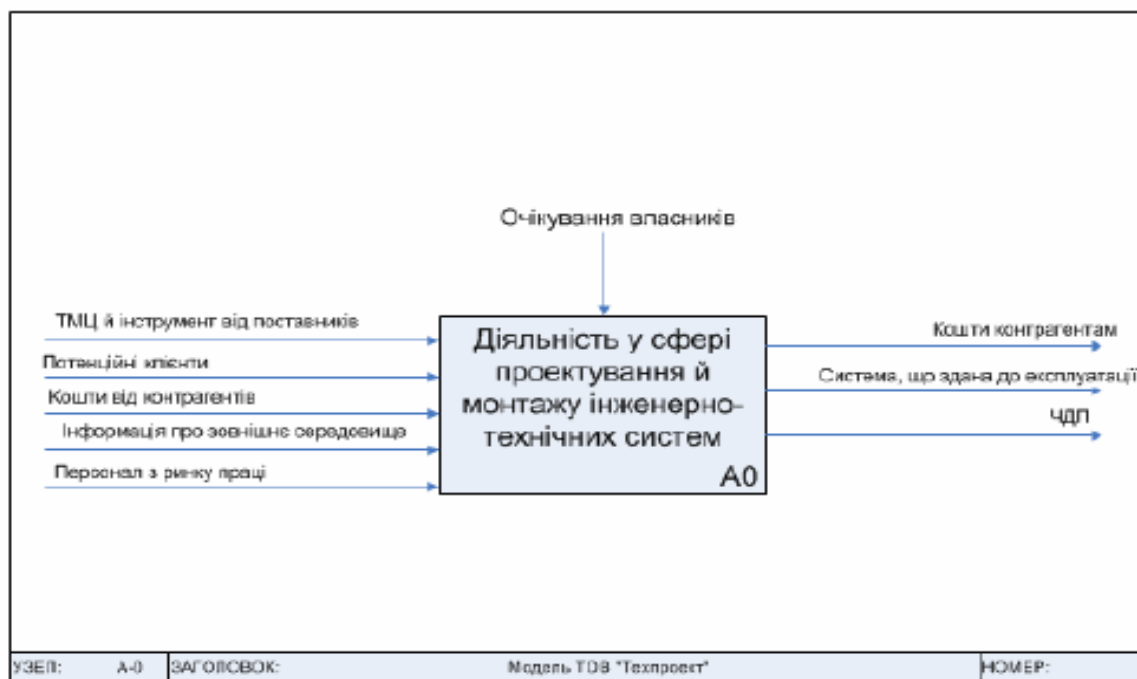 Очікування власників
ТМЦ й інструмент від поставників
Потенційні клієнти
Кошти від контрагентів
Інформація про зовнішнє середовище
Персонал з ринку праці
Діяльність у сфері
проектування й
монтажу інженерно-
технічних систем
А0
Кошти контрагентам
Система, що здана до експлуатації
ЧДП
УЗЕЛ: А-0 ЗАГОЛОВОК: Модель ТОВ "Техпроект" НОМЕР: